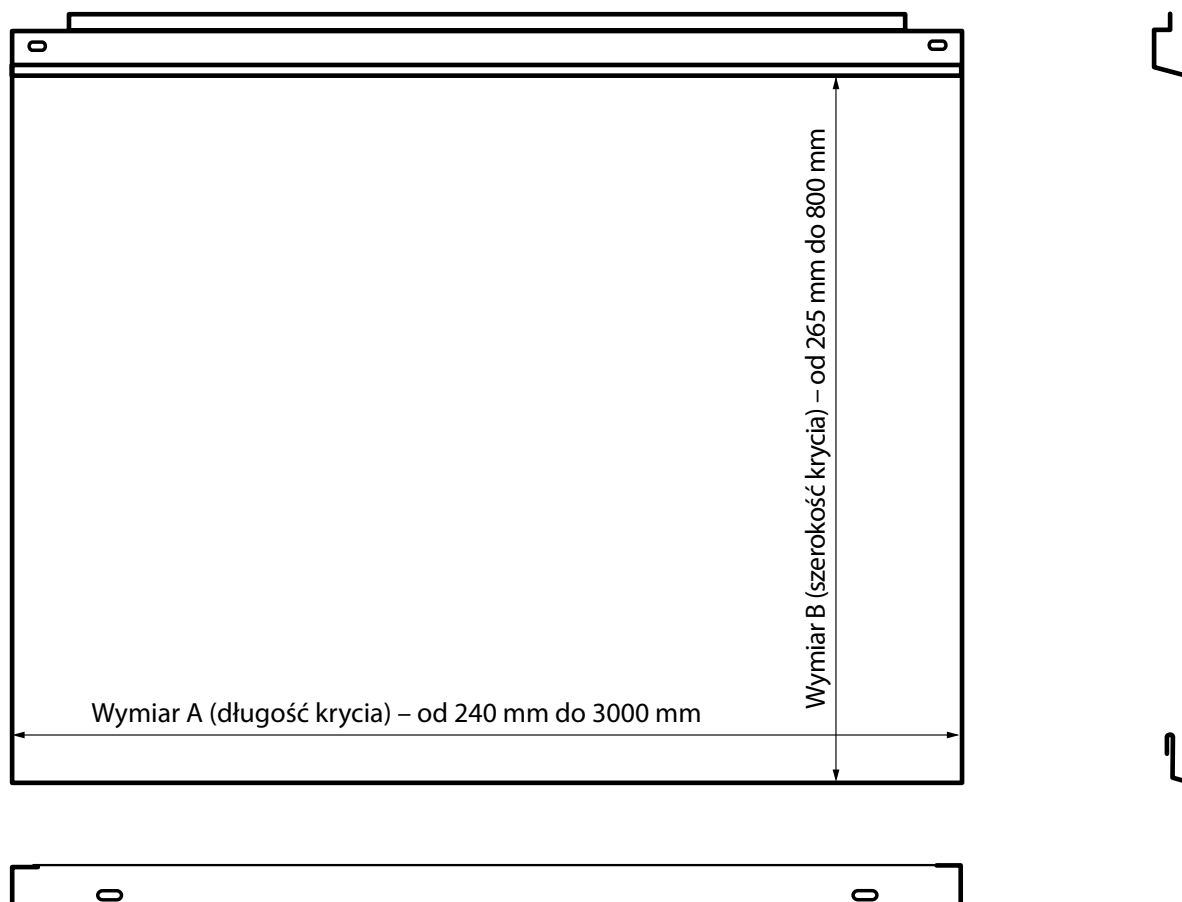 Wymiar B (szerokość krycia) – od 265 mm do 800 mm
Wymiar A (długość krycia) – od 240 mm do 3000 mm